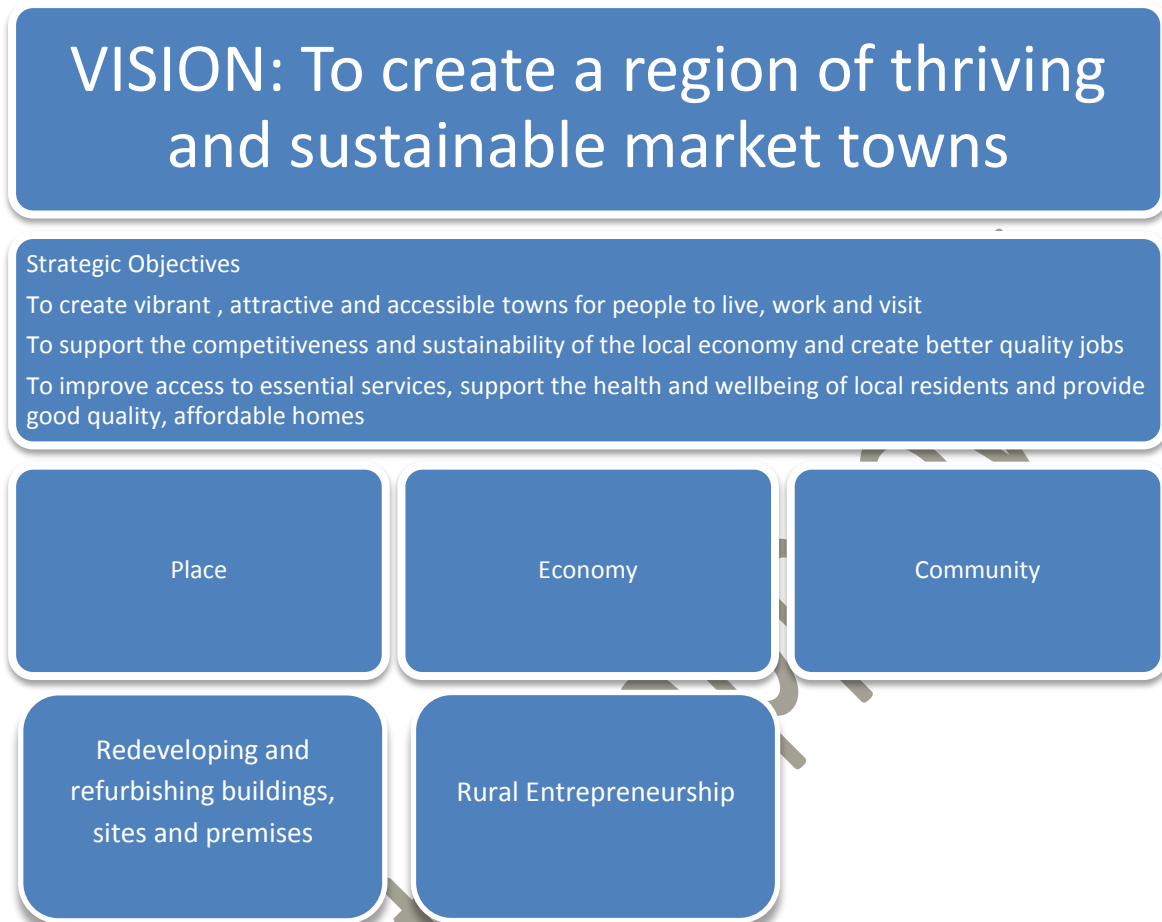 VISION: To create a region of thriving
and sustainable market towns
Strategic Objectives
To create vibrant , attractive and accessible towns for people to live, work and visit
To support the competitiveness and sustainability of the local economy and create better quality jobs
To improve access to essential services, support the health and wellbeing of local residents and provide
good quality, affordable homes
Place
Economy
Community
Redeveloping and
refurbishing buildings,
sites and premises
Rural Entrepreneurship